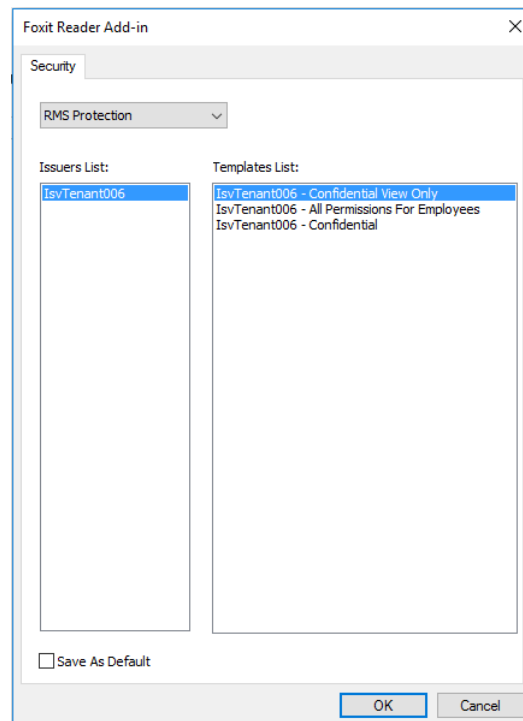 Foxit Reader Add-in
Security
RMS Protection
Issuers List:
Templates List:
IsvTenant006
IsvTenant006 - Confidential View Only
IsvTenant006 - All Permissions For Employees
IsvTenant006 - Confidential
Save As Default
OK
Cancel